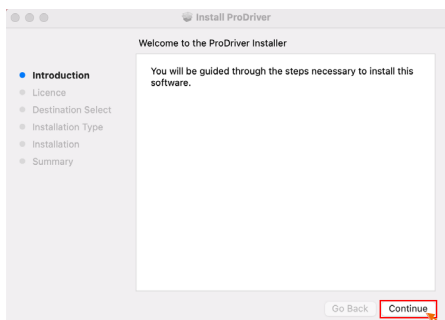 Install ProDriver
Welcome to the ProDriver Installer
Introduction
Licence
Destination Select
Installation Type
Installation
Summary
You will be guided through the steps necessary to install this
software.
Go Back
Continue